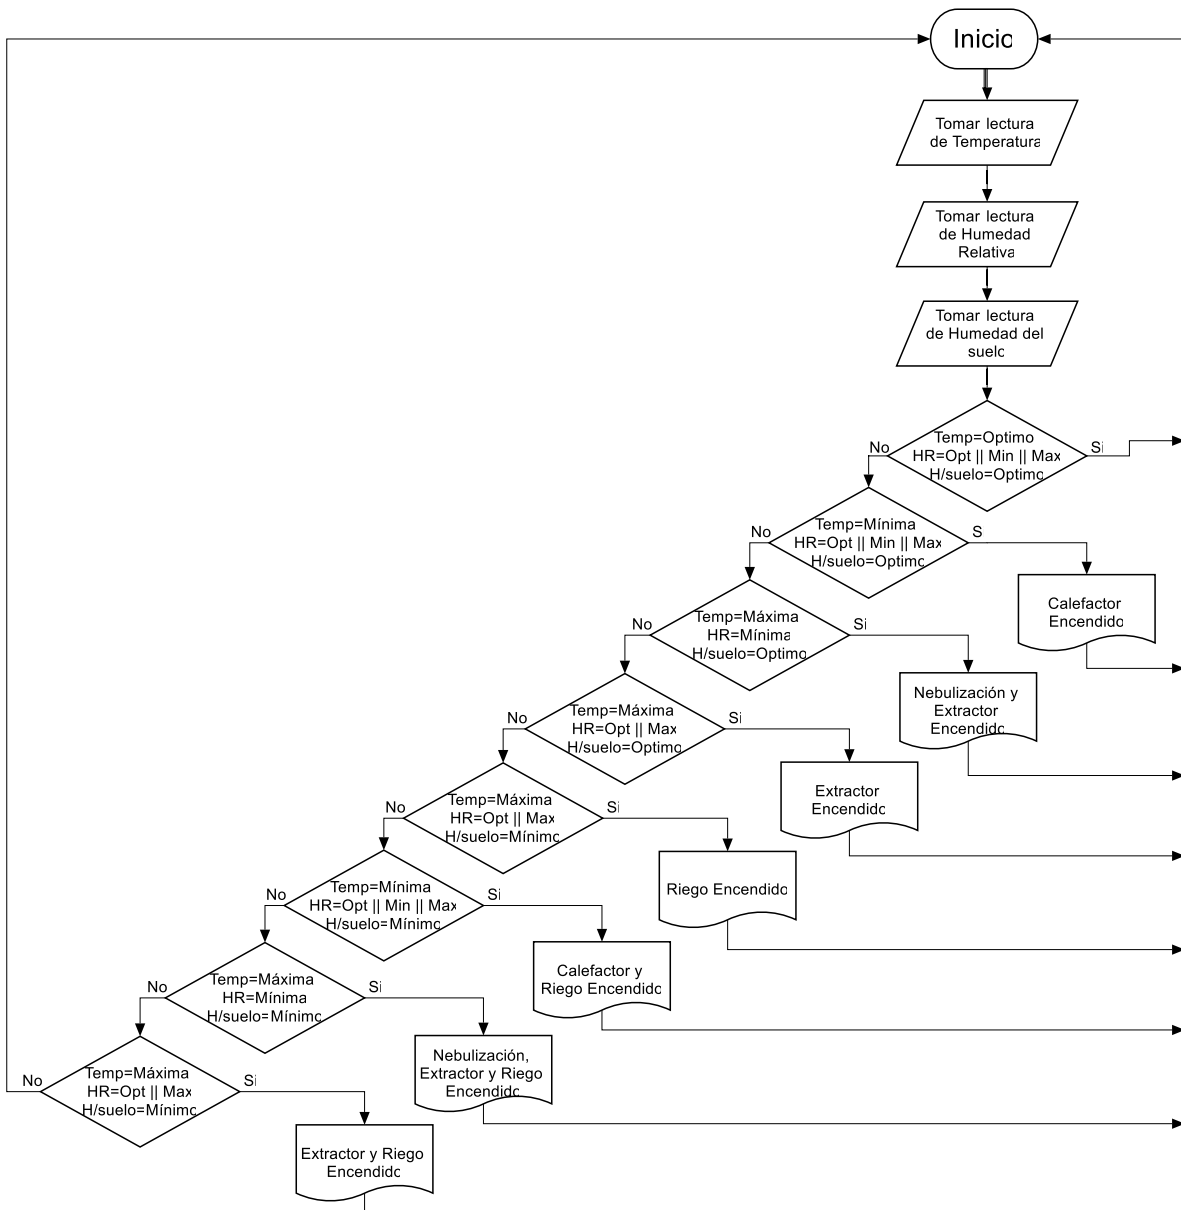 Inicio
Tomar lectura
de Temperatura
Tomar lectura
de Humedad
Relativa
Tomar lectura
de Humedad del
suelo
Temp=Optimo
HR=Opt || Min || Max
H/suelo=Optimo
No
Si
Temp=Mínima
HR=Opt || Min || Max
H/suelo=Optimo
No
S
Calefactor
Encendido
Temp=Máxima
HR=Mínima
H/suelo=Optimo
No
Si
Nebulización y
Extractor
Encendido
Temp=Máxima
HR=Opt || Max
H/suelo=Optimo
No
Si
Extractor
Encendido
Temp=Máxima
HR=Opt || Max
H/suelo=Mínimo
No
Si
Riego Encendido
Temp=Mínima
HR=Opt || Min || Max
H/suelo=Mínimo
No
Si
Calefactor y
Riego Encendido
Temp=Máxima
HR=Mínima
H/suelo=Mínimo
No
Si
Nebulización,
Extractor y Riego
Encendido
Temp=Máxima
HR=Opt || Max
H/suelo=Mínimo
No
Si
Extractor y Riego
Encendido